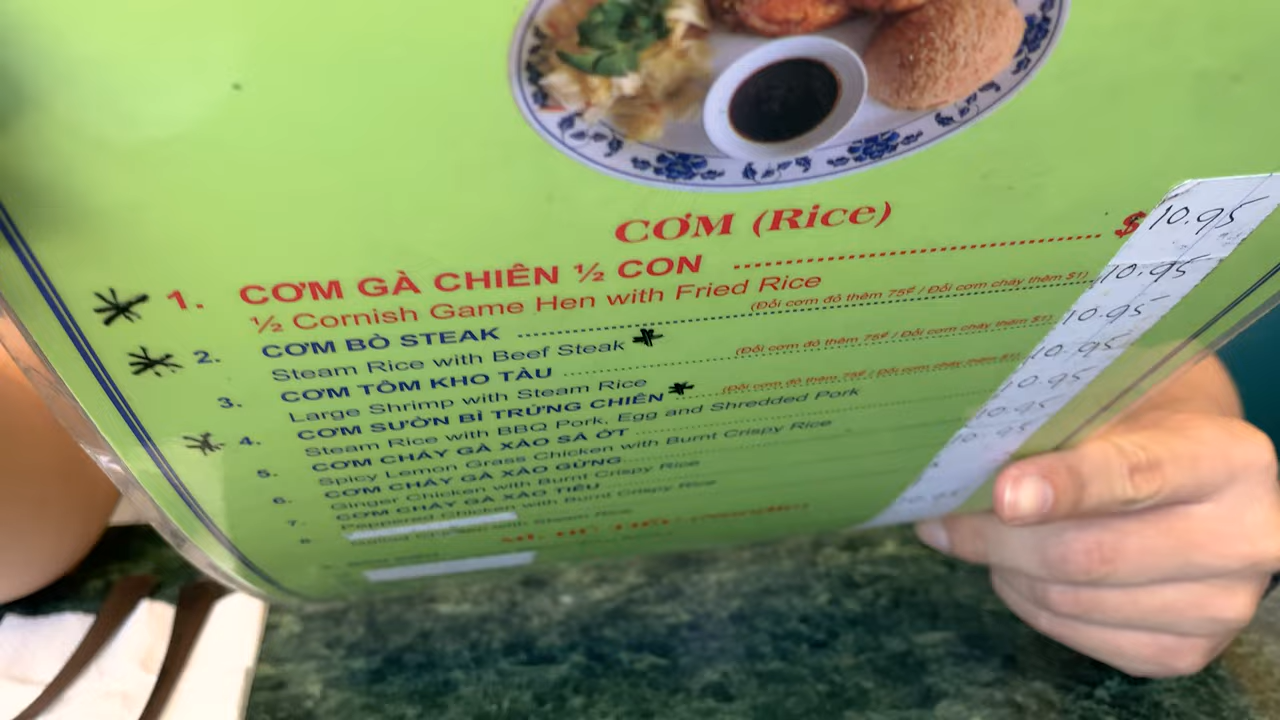 CƠM (Rice)
* 1. CƠM GÀ CHIÊN ½ CON ........ $ 10.95
½ Cornish Game Hen with Fried Rice
* 2. CƠM BÒ STEAK ........ 10.95
Steam Rice with Beef Steak * (Đổi cơm đỏ thêm 75¢ / Đổi cơm cháy thêm $1)
3. CƠM TÔM KHO TÀU ........ 10.95
Large Shrimp with Steam Rice (Đổi cơm đỏ thêm 75¢ / Đổi cơm cháy thêm $1)
* 4. CƠM SƯỜN BÌ TRỨNG CHIÊN * 10.95
Steam Rice with BBQ Pork, Egg and Shredded Pork (Đổi cơm đỏ thêm 75¢ / Đổi cơm cháy thêm $1)
5. CƠM CHÁY GÀ XÀO SẢ ỚT ........ 10.95
Spicy Lemon Grass Chicken with Burnt Crispy Rice
6. CƠM CHÁY GÀ XÀO GỪNG ........ 10.95
Ginger Chicken with Burnt Crispy Rice
7. CƠM CHÁY GÀ XÀO TIÊU ........ 10.95
Peppered Chicken with Burnt Crispy Rice
8.